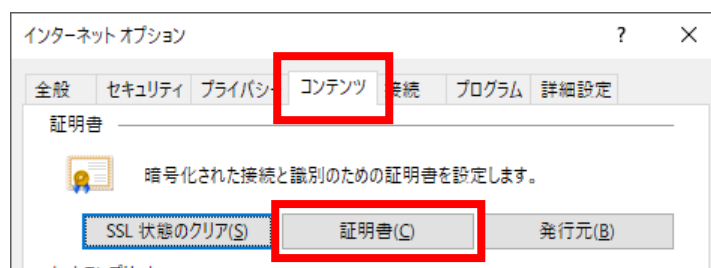 インターネット オプション ? ×
全般 セキュリティ プライバシー コンテンツ 接続 プログラム 詳細設定
証明書
暗号化された接続と識別のための証明書を設定します。
SSL 状態のクリア(S) 証明書(C) 発行元(B)